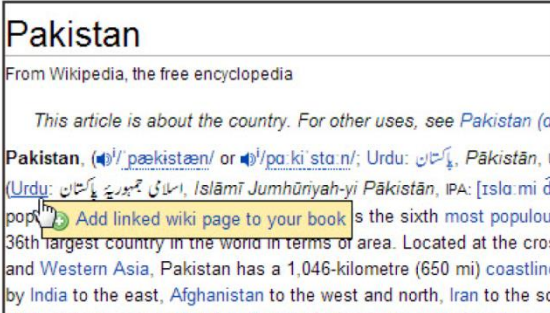 Pakistan
From Wikipedia, the free encyclopedia
This article is about the country. For other uses, see Pakistan (d
Pakistan, (i/ˈpækɪstæn/ or i/ˌpaːkiˈstaːn/; Urdu: پاکستان, Pākistān,
(Urdu: اسلامی جمہوریۂ پاکستان, Islāmī Jumhūriyah-yi Pākistān, IPA: [ɪslaːmi
Add linked wiki page to your book s the sixth most populou
36th largest country in the world in terms of area. Located at the cro
and Western Asia, Pakistan has a 1,046-kilometre (650 mi) coastlin
by India to the east, Afghanistan to the west and north, Iran to the so